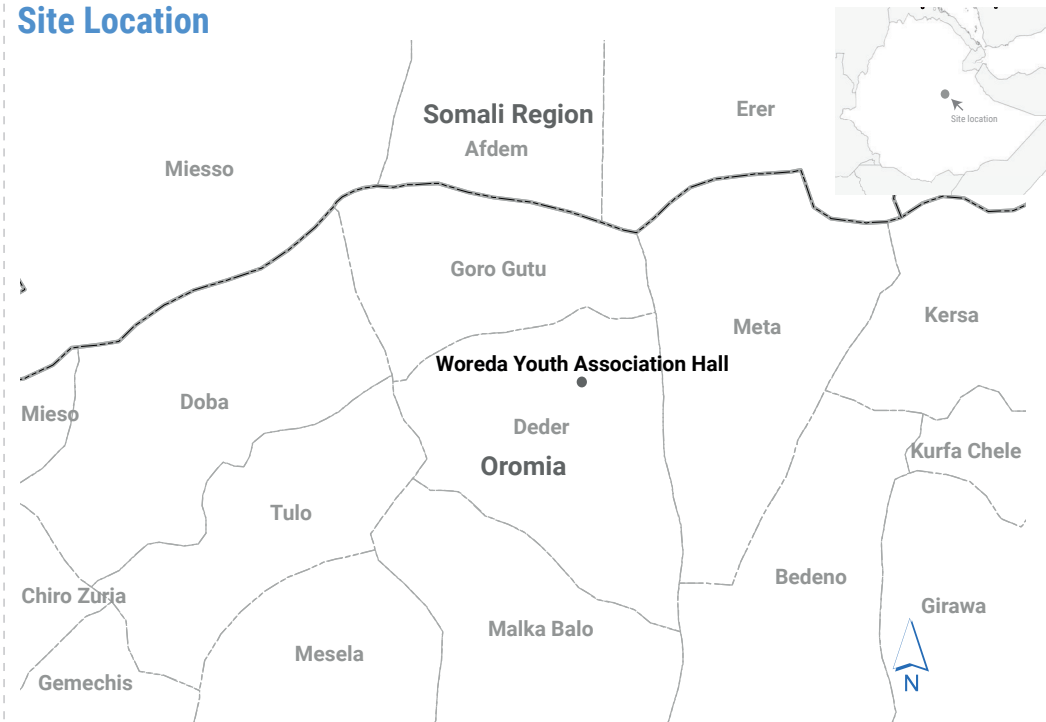 Site Location
Somali Region
Erer
Afdem
Miesso
Site location
Goro Gutu
Meta
Kersa
Woreda Youth Association Hall
Mieso
Doba
Deder
Kurfa Chele
Oromia
Tulo
Bedeno
Chiro Zuria
Girawa
Malka Balo
Mesela
Gemechis
N